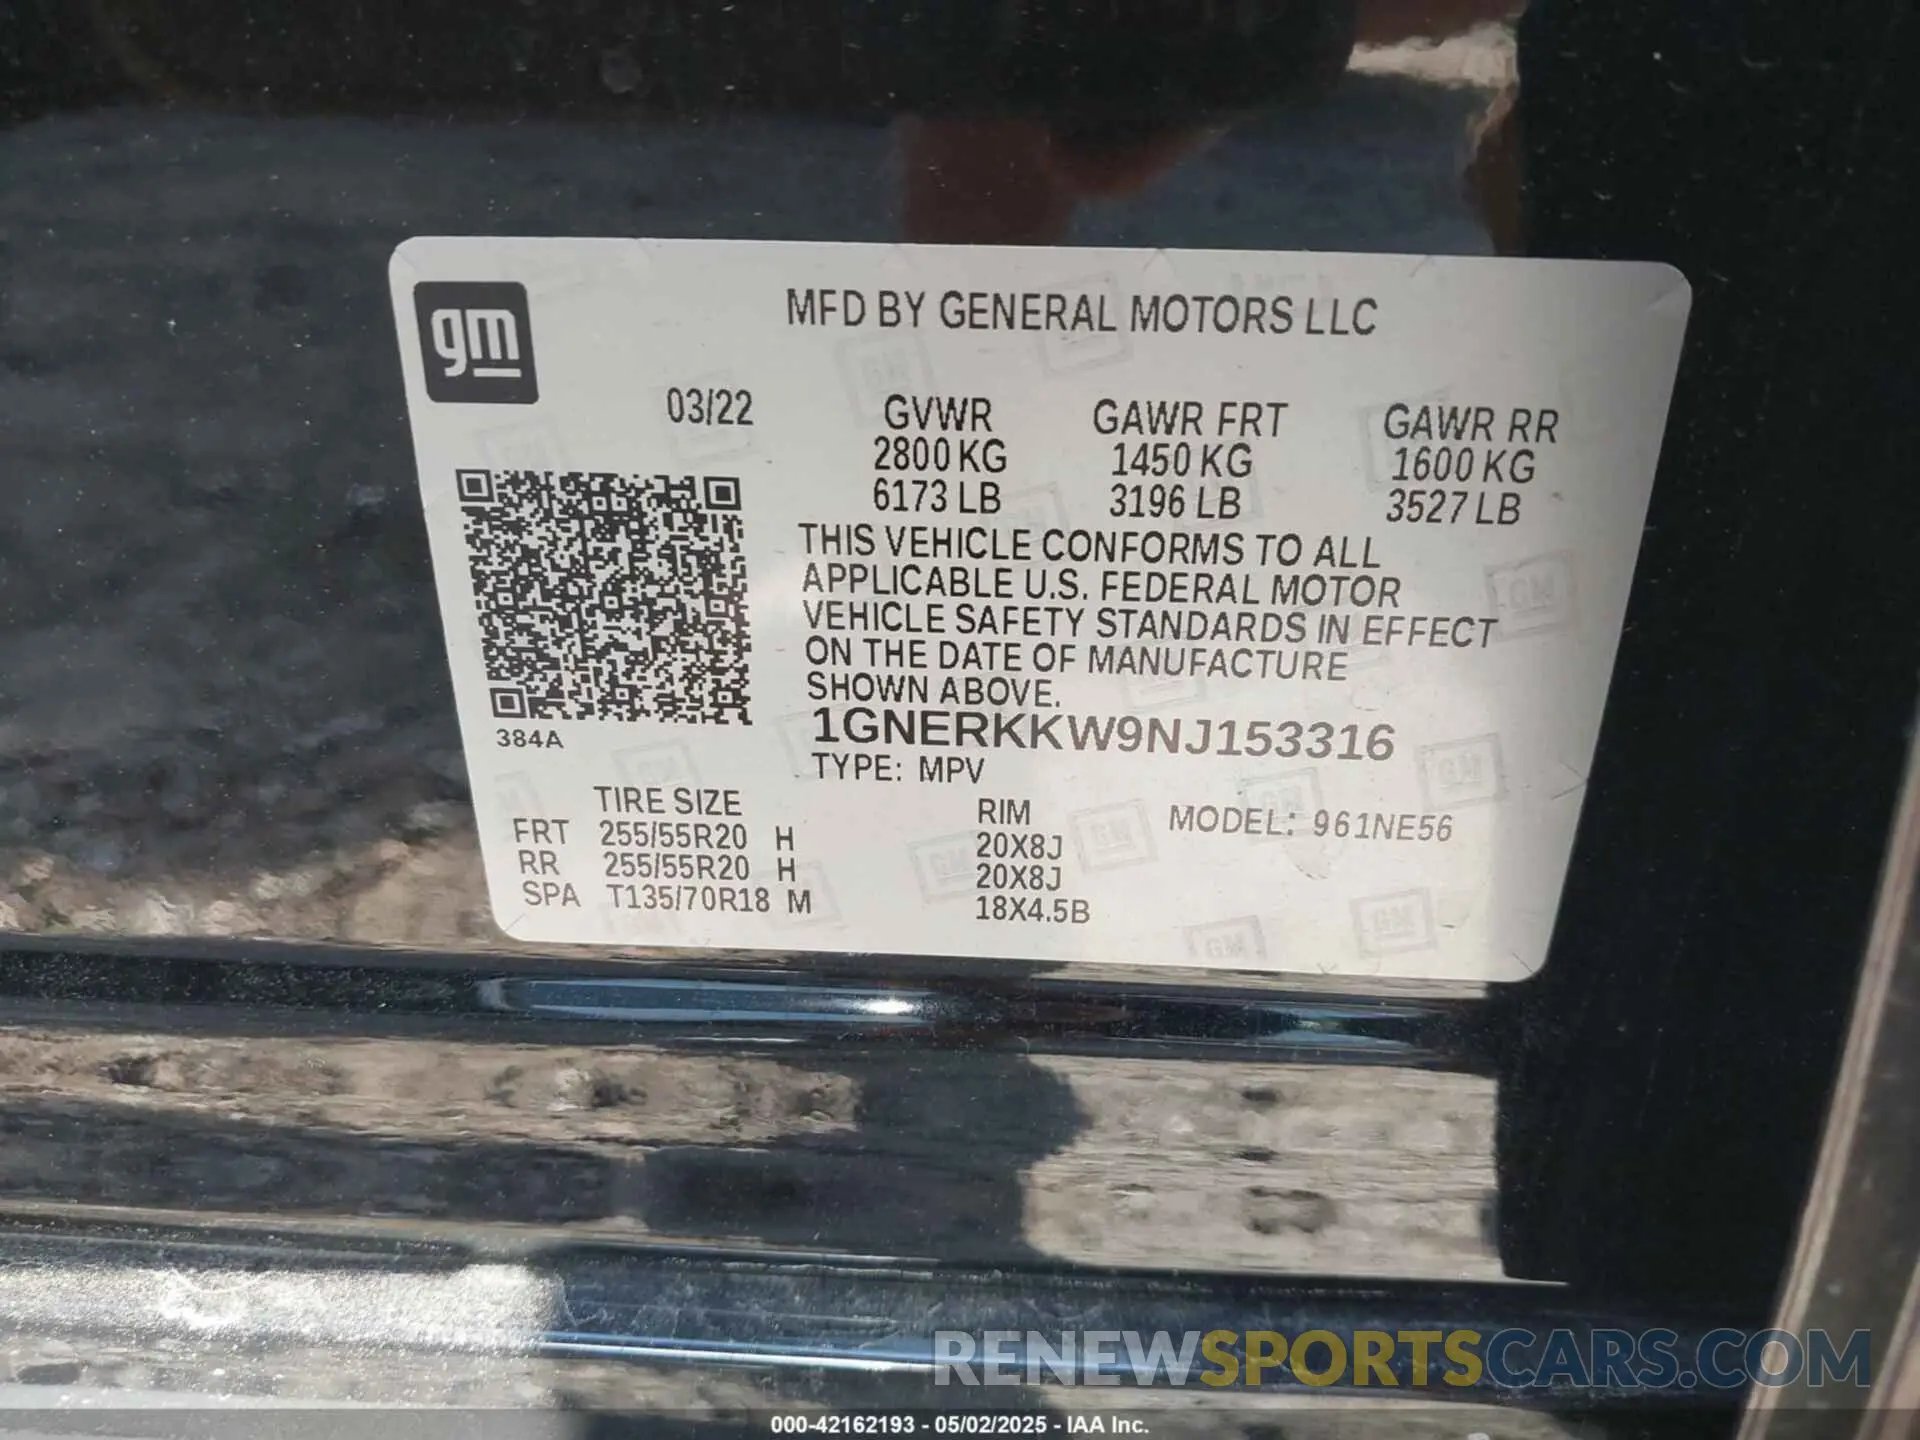 gm
MFD BY GENERAL MOTORS LLC
03/22 GVWR GAWR FRT GAWR RR
2800 KG 1450 KG 1600 KG
6173 LB 3196 LB 3527 LB
THIS VEHICLE CONFORMS TO ALL
APPLICABLE U.S. FEDERAL MOTOR
VEHICLE SAFETY STANDARDS IN EFFECT
ON THE DATE OF MANUFACTURE
SHOWN ABOVE.
1GNERKKW9NJ153316
384A
TYPE: MPV
TIRE SIZE RIM MODEL: 961NE56
FRT 255/55R20 H 20X8J
RR 255/55R20 H 20X8J
SPA T135/70R18 M 18X4.5B
RENEWSPORTSCARS.COM
000-42162193 - 05/02/2025 - IAA Inc.